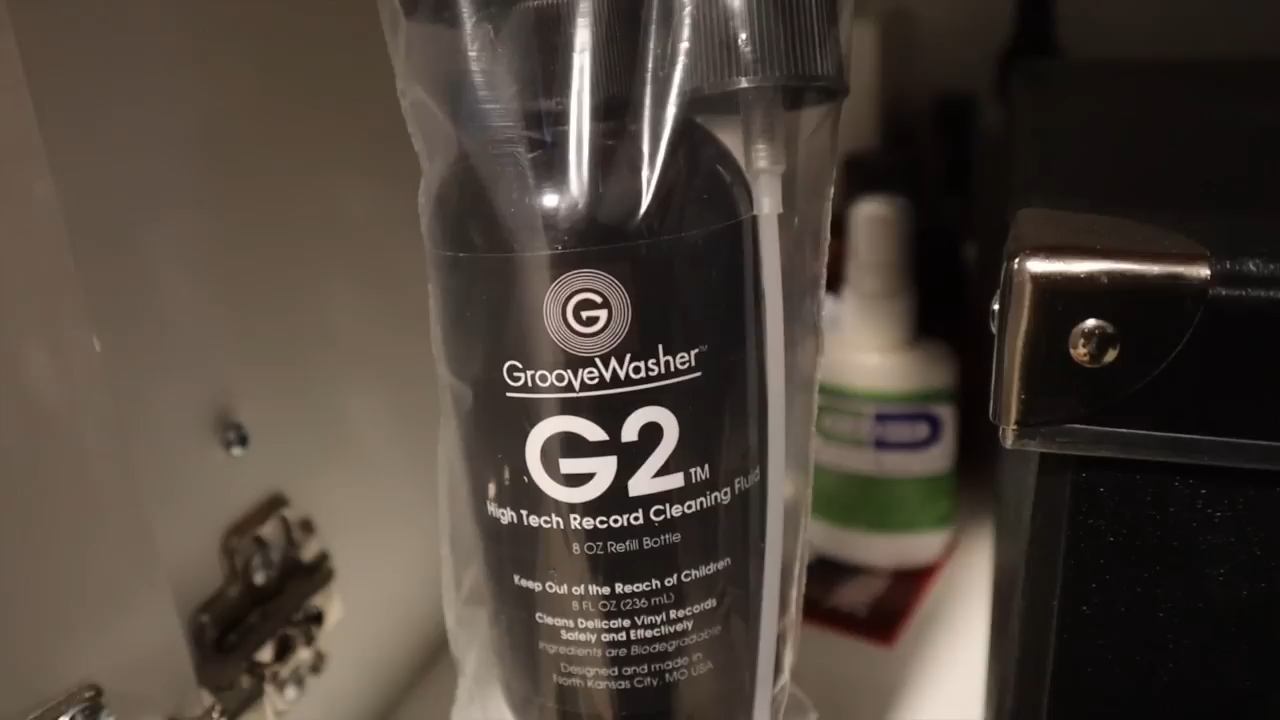 G
GrooveWasher™
G2™
High Tech Record Cleaning Fluid
8 OZ Refill Bottle
Keep Out of the Reach of Children
8 FL OZ (236 mL)
Cleans Delicate Vinyl Records
Safely and Effectively
Ingredients are Biodegradable
Designed and made in
North Kansas City, MO USA